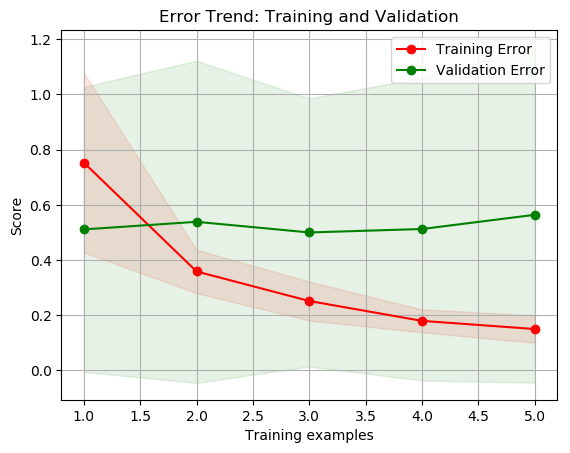 Error Trend: Training and Validation
Training Error
Validation Error
Score
1.2
1.0
0.8
0.6
0.4
0.2
0.0
1.0 1.5 2.0 2.5 3.0 3.5 4.0 4.5 5.0
Training examples